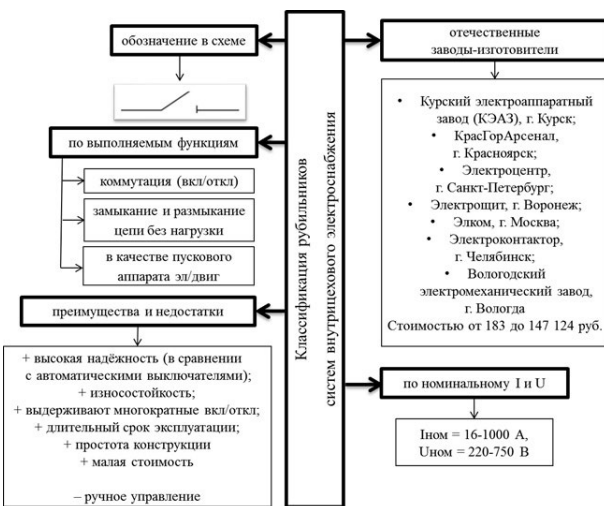 обозначение в схеме
по выполняемым функциям
коммутация (вкл/откл)
замыкание и размыкание
цепи без нагрузки
в качестве пускового
аппарата эл/двиг
преимущества и недостатки
+ высокая надёжность (в сравнении
с автоматическими выключателями);
+ износостойкость;
+ выдерживают многократные вкл/откл;
+ длительный срок эксплуатации;
+ простота конструкции
+ малая стоимость
– ручное управление
Классификация рубильников
систем внутрицехового электроснабжения
отечественные
заводы-изготовители
• Курский электроаппаратный
завод (КЭАЗ), г. Курск;
• КрасГорАрсенал,
г. Красноярск;
• Электроцентр,
г. Санкт-Петербург;
• Электрощит, г. Воронеж;
• Элком, г. Москва;
• Электроконтактор,
г. Челябинск;
• Вологодский
электромеханический завод,
г. Вологда
Стоимостью от 183 до 147 124 руб.
по номинальному I и U
Iном = 16-1000 А,
Uном = 220-750 В